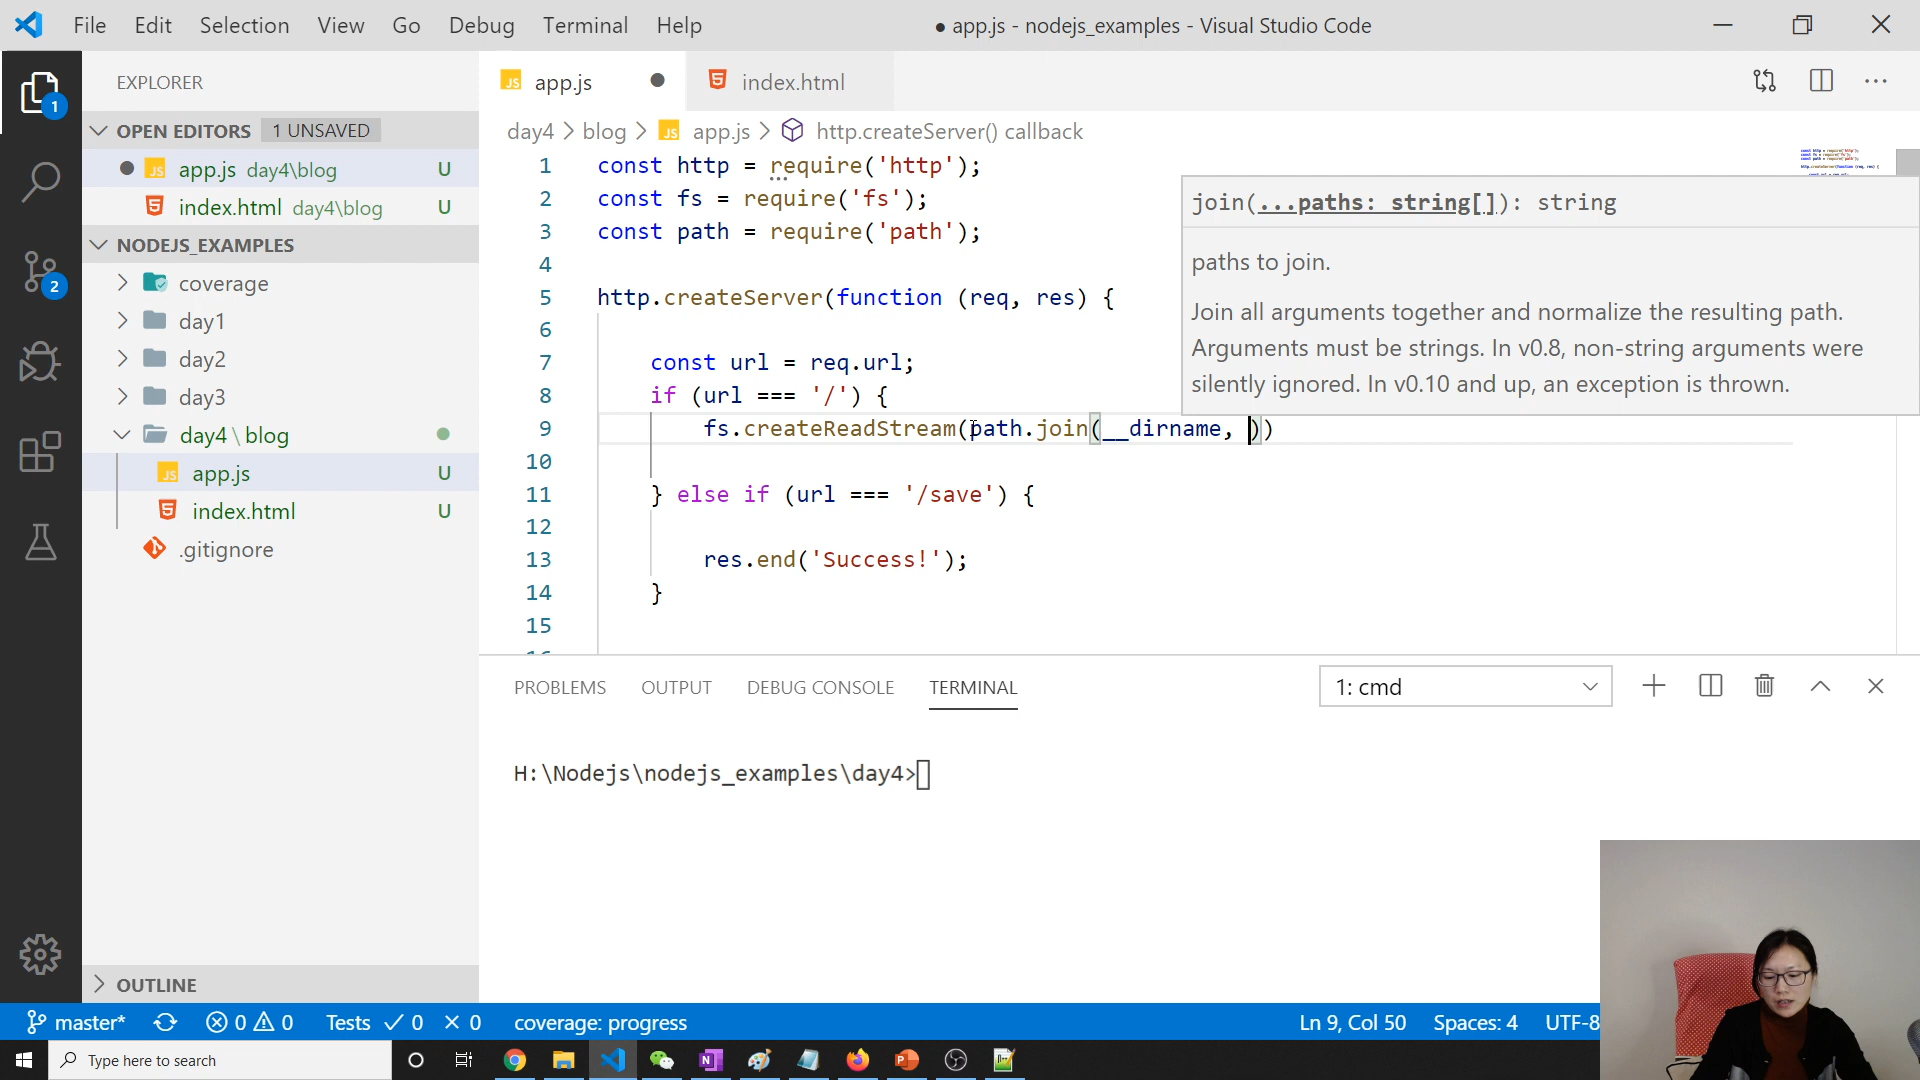 File Edit Selection View Go Debug Terminal Help
● app.js - nodejs_examples - Visual Studio Code
EXPLORER
OPEN EDITORS 1 UNSAVED
app.js day4\blog U
index.html day4\blog U
NODEJS_EXAMPLES
coverage
day1
day2
day3
day4 \ blog
app.js U
index.html U
.gitignore
OUTLINE
1
2
app.js
index.html
day4 > blog > JS app.js > http.createServer() callback
1 const http = require('http');
2 const fs = require('fs');
3 const path = require('path');
4
5 http.createServer(function (req, res) {
6
7 const url = req.url;
8 if (url === '/') {
9 fs.createReadStream(path.join(__dirname, ))
10
11 } else if (url === '/save') {
12
13 res.end('Success!');
14 }
15
join(...paths: string[]): string
paths to join.
Join all arguments together and normalize the resulting path.
Arguments must be strings. In v0.8, non-string arguments were
silently ignored. In v0.10 and up, an exception is thrown.
PROBLEMS OUTPUT DEBUG CONSOLE TERMINAL
1: cmd
H:\Nodejs\nodejs_examples\day4>
master* 0 0 Tests 0 0 coverage: progress
Ln 9, Col 50 Spaces: 4 UTF-8
Type here to search